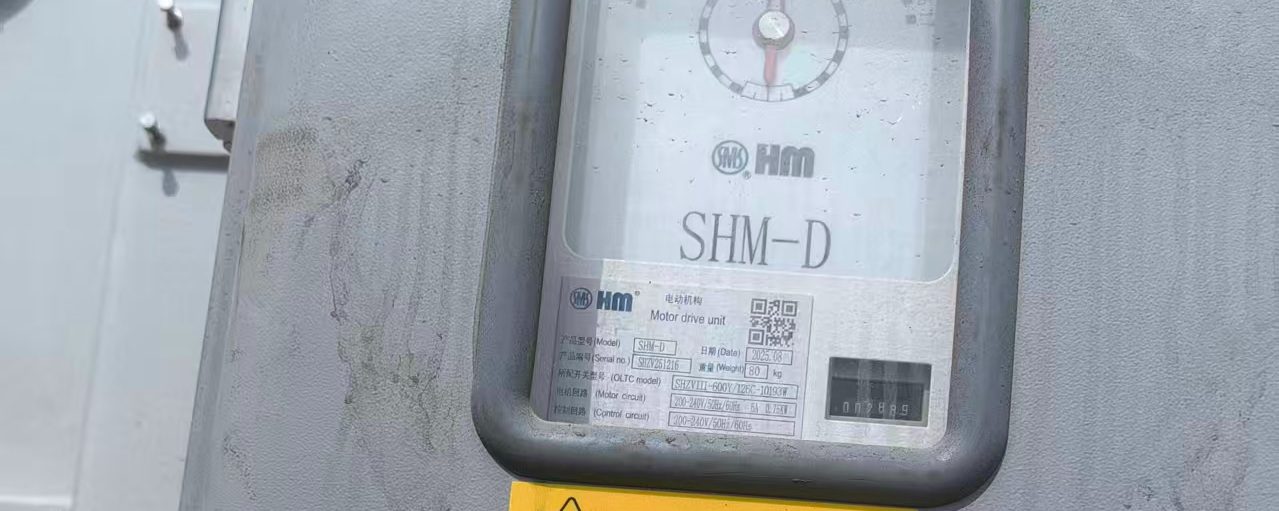 SMS® HM
SHM-D
SMS HM®
电动机构
Motor drive unit
产品型号(Model) SHM-D 日期(Date) 2025.08
产品编号(Serial no.) SHZV251216 重量(Weight) 80 kg
所配开关型号 (OLTC model) SHZVIII-600Y/126C-10193W
电机回路 (Motor circuit) 200-240V/50Hz/60Hz 5A 0.75KW
控制回路 (Control circuit) 200-240V/50Hz/60Hz
002889